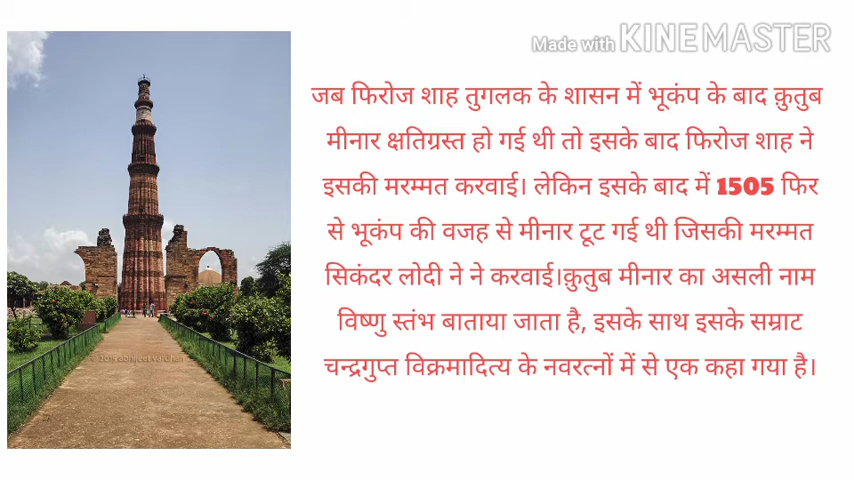 Made with KINEMASTER
जब फिरोज शाह तुगलक के शासन में भूकंप के बाद क़ुतुब
मीनार क्षतिग्रस्त हो गई थी तो इसके बाद फिरोज शाह ने
इसकी मरम्मत करवाई। लेकिन इसके बाद में 1505 फिर
से भूकंप की वजह से मीनार टूट गई थी जिसकी मरम्मत
सिकंदर लोदी ने ने करवाई।क़ुतुब मीनार का असली नाम
विष्णु स्तंभ बाताया जाता है, इसके साथ इसके सम्राट
चन्द्रगुप्त विक्रमादित्य के नवरत्नों में से एक कहा गया है।